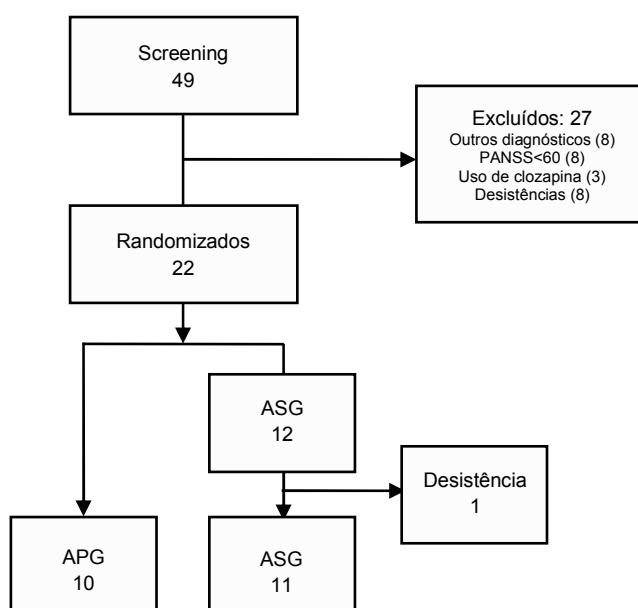 Screening
49
Excluídos: 27
Outros diagnósticos (8)
PANSS<60 (8)
Uso de clozapina (3)
Desistências (8)
Randomizados
22
ASG
12
Desistência
1
APG
10
ASG
11